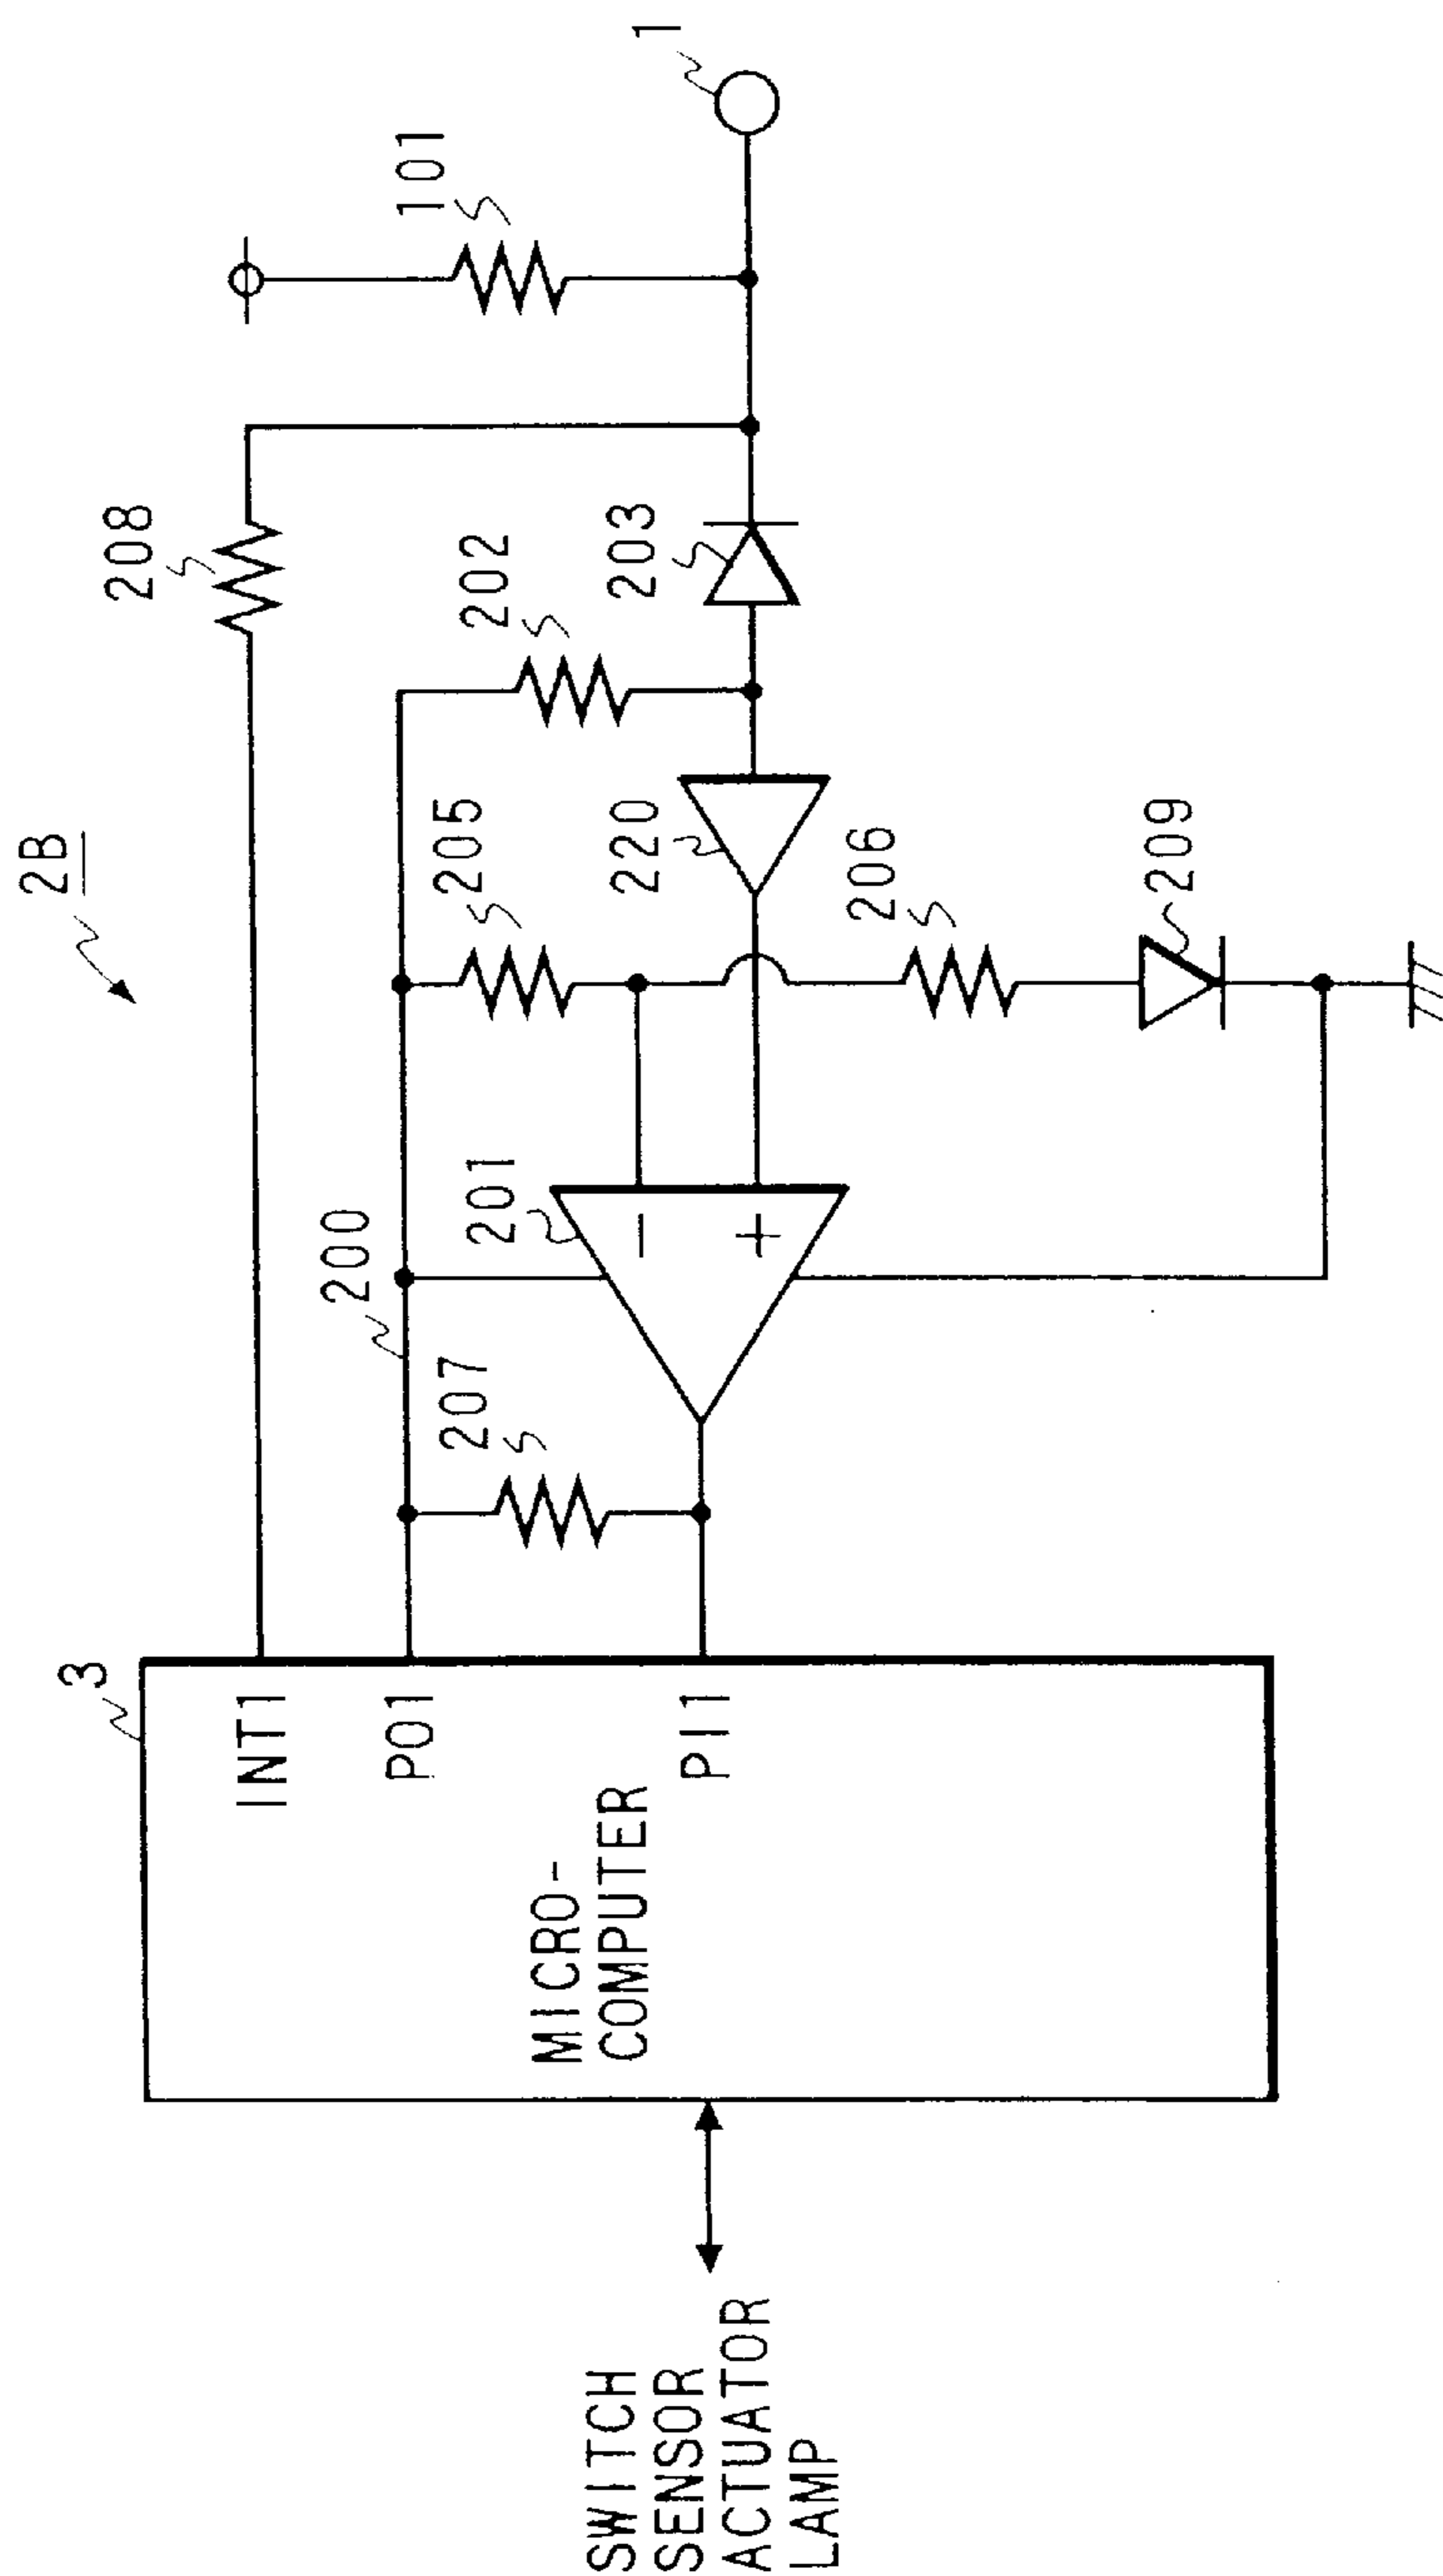 2B
3
INT1
PO1
PI1
MICRO-
COMPUTER
SWITCH
SENSOR
ACTUATOR
LAMP
200
207
201
205
220
206
209
202
203
208
101
1
-
+